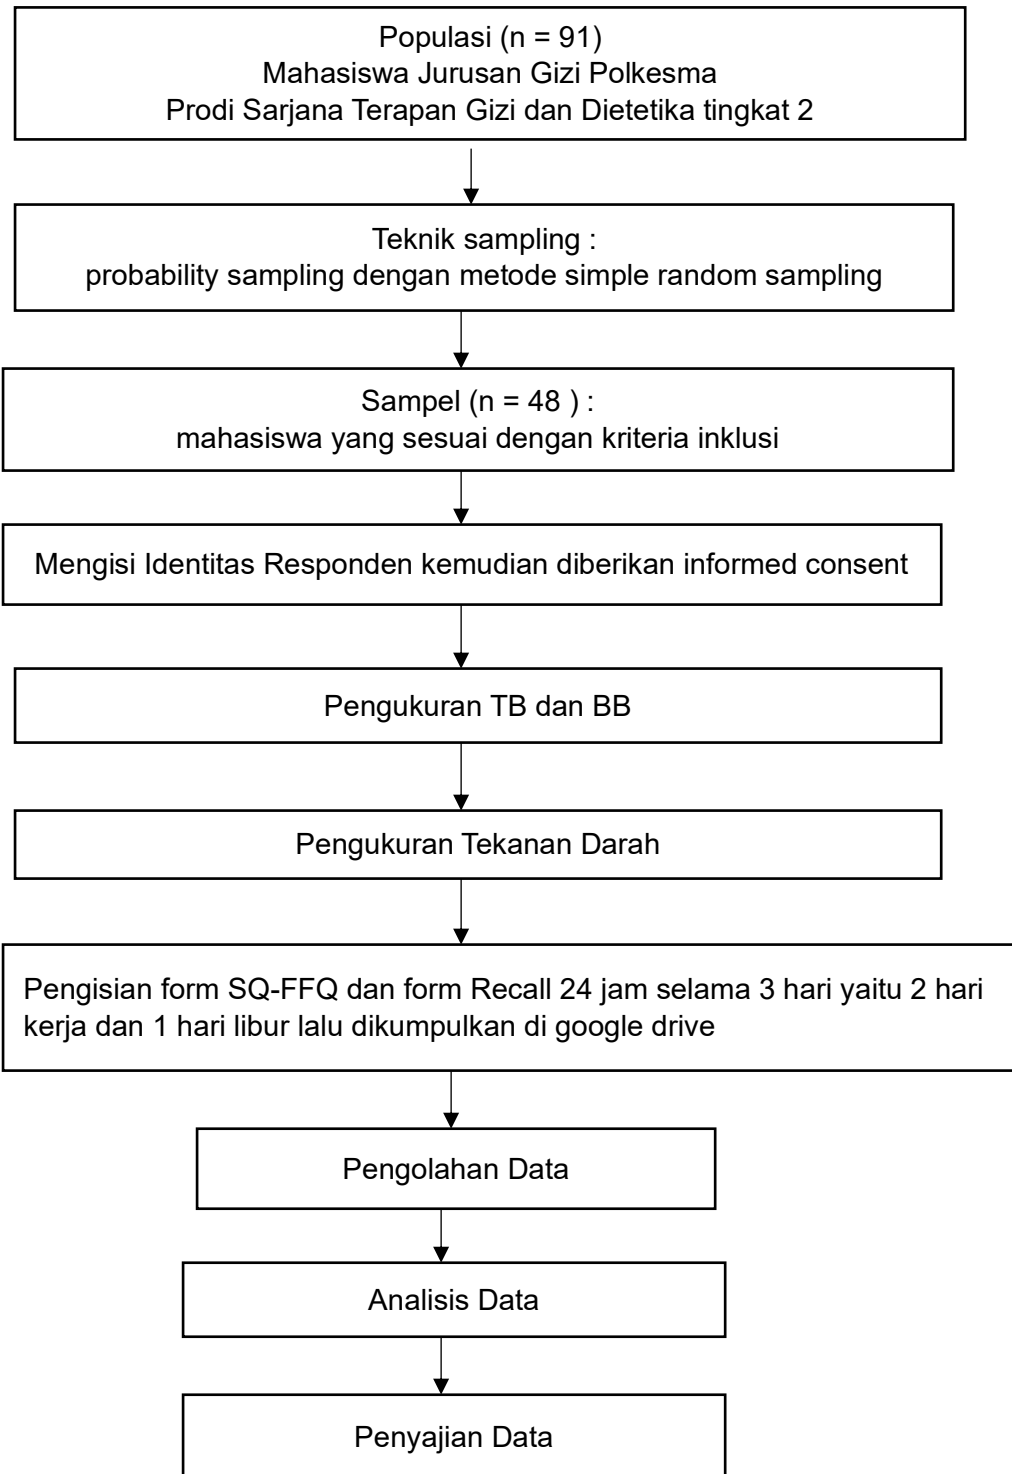 Populasi (n = 91)
Mahasiswa Jurusan Gizi Polkesma
Prodi Sarjana Terapan Gizi dan Dietetika tingkat 2
Teknik sampling :
probability sampling dengan metode simple random sampling
Sampel (n = 48 ) :
mahasiswa yang sesuai dengan kriteria inklusi
Mengisi Identitas Responden kemudian diberikan informed consent
Pengukuran TB dan BB
Pengukuran Tekanan Darah
Pengisian form SQ-FFQ dan form Recall 24 jam selama 3 hari yaitu 2 hari
kerja dan 1 hari libur lalu dikumpulkan di google drive
Pengolahan Data
Analisis Data
Penyajian Data